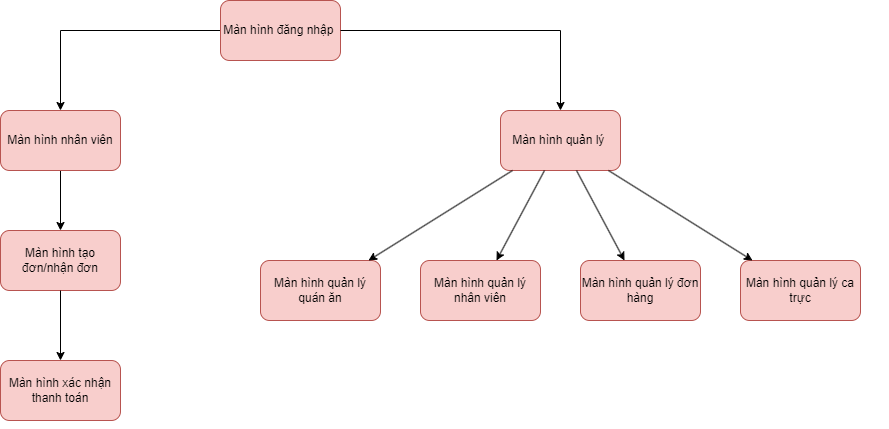 Màn hình đăng nhập
Màn hình nhân viên
Màn hình quản lý
Màn hình tạo
đơn/nhận đơn
Màn hình quản lý
quán ăn
Màn hình quản lý
nhân viên
Màn hình quản lý đơn
hàng
Màn hình quản lý ca
trực
Màn hình xác nhận
thanh toán